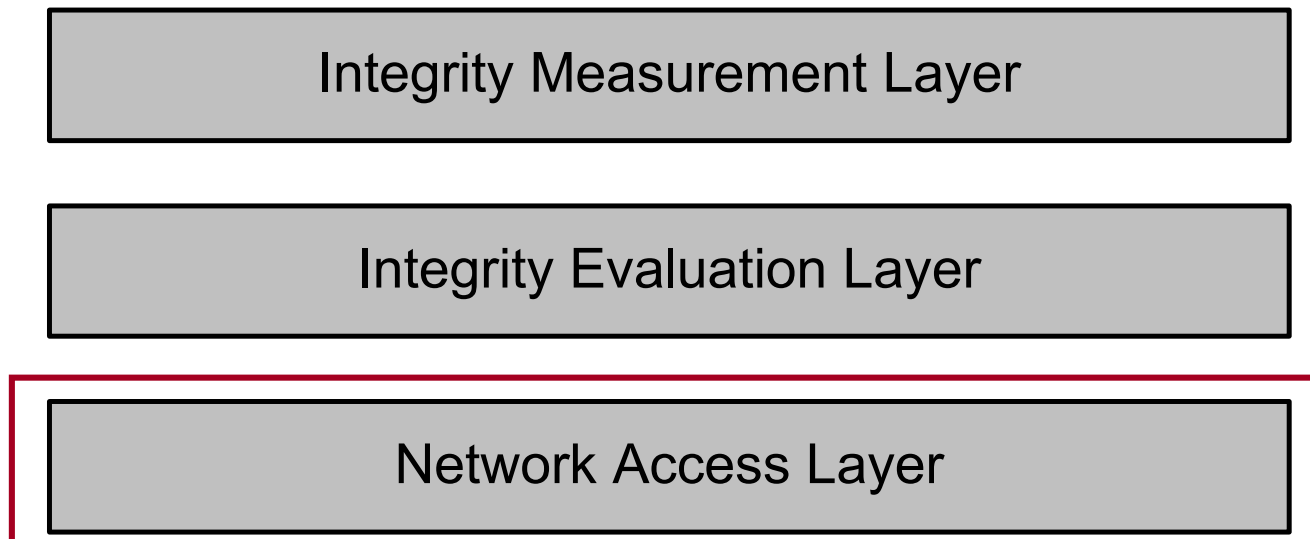 Integrity Measurement Layer
Integrity Evaluation Layer
Network Access Layer